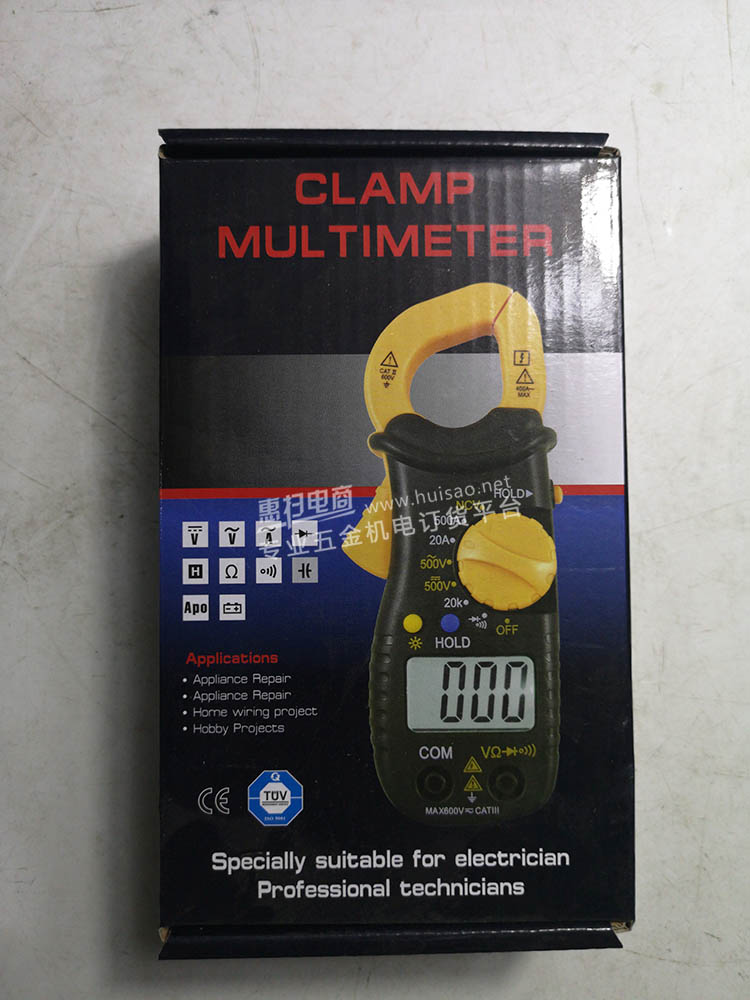 CLAMP
MULTIMETER
CAT Ⅲ
600V
400A~
MAX
惠扫电商 www.huisao.net
专业五金机电订货平台
NCV
HOLD▶
500A
20A
500V
500V
20k
OFF
HOLD
000
COM
VΩ
MAX600V CATIII
V
V
A
H
Ω
Apo
Applications
• Appliance Repair
• Appliance Repair
• Home wiring project
• Hobby Projects
CE
Q
TÜV
ISO 9001
Specially suitable for electrician
Professional technicians